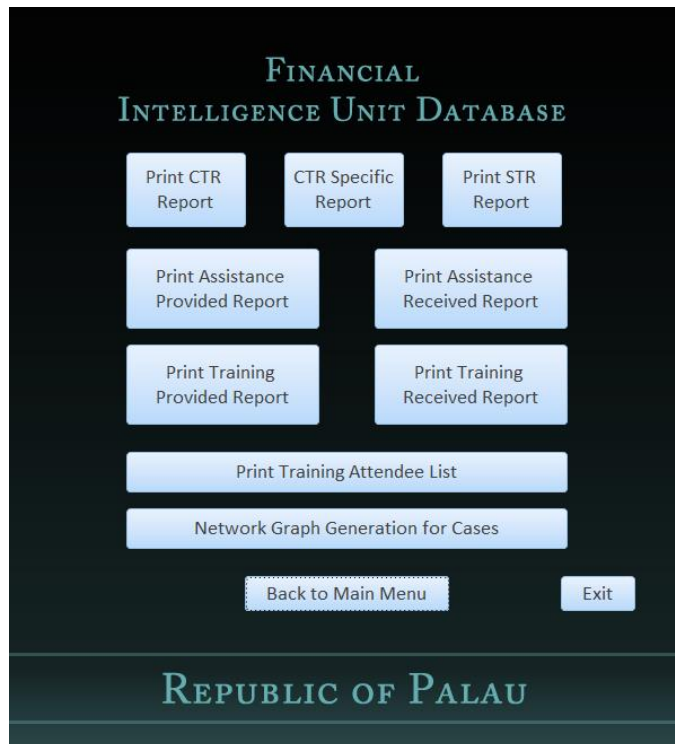 Financial
Intelligence Unit Database
Print CTR
Report
CTR Specific
Report
Print STR
Report
Print Assistance
Provided Report
Print Assistance
Received Report
Print Training
Provided Report
Print Training
Received Report
Print Training Attendee List
Network Graph Generation for Cases
Back to Main Menu
Exit
Republic of Palau